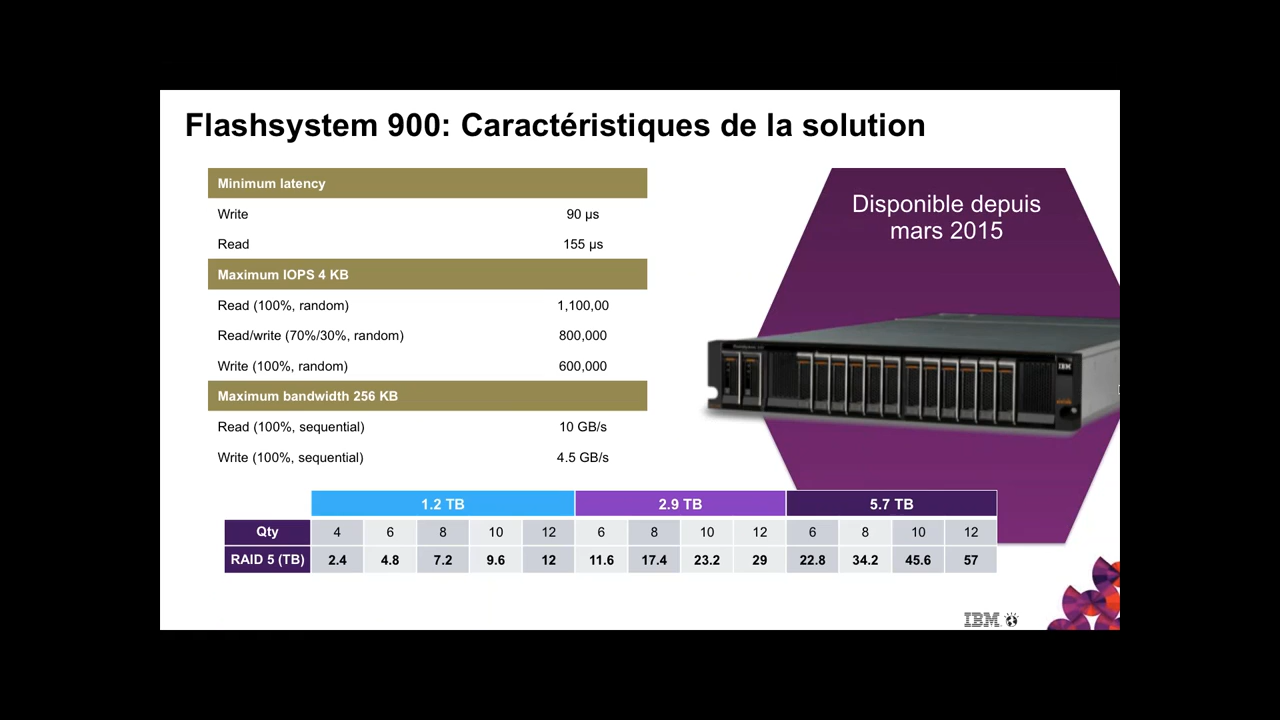 Flashsystem 900: Caractéristiques de la solution
Minimum latency
Write 90 µs
Read 155 µs
Maximum IOPS 4 KB
Read (100%, random) 1,100,00
Read/write (70%/30%, random) 800,000
Write (100%, random) 600,000
Maximum bandwidth 256 KB
Read (100%, sequential) 10 GB/s
Write (100%, sequential) 4.5 GB/s
Disponible depuis
mars 2015
IBM
1.2 TB 2.9 TB 5.7 TB
Qty 4 6 8 10 12 6 8 10 12 6 8 10 12
RAID 5 (TB) 2.4 4.8 7.2 9.6 12 11.6 17.4 23.2 29 22.8 34.2 45.6 57
IBM